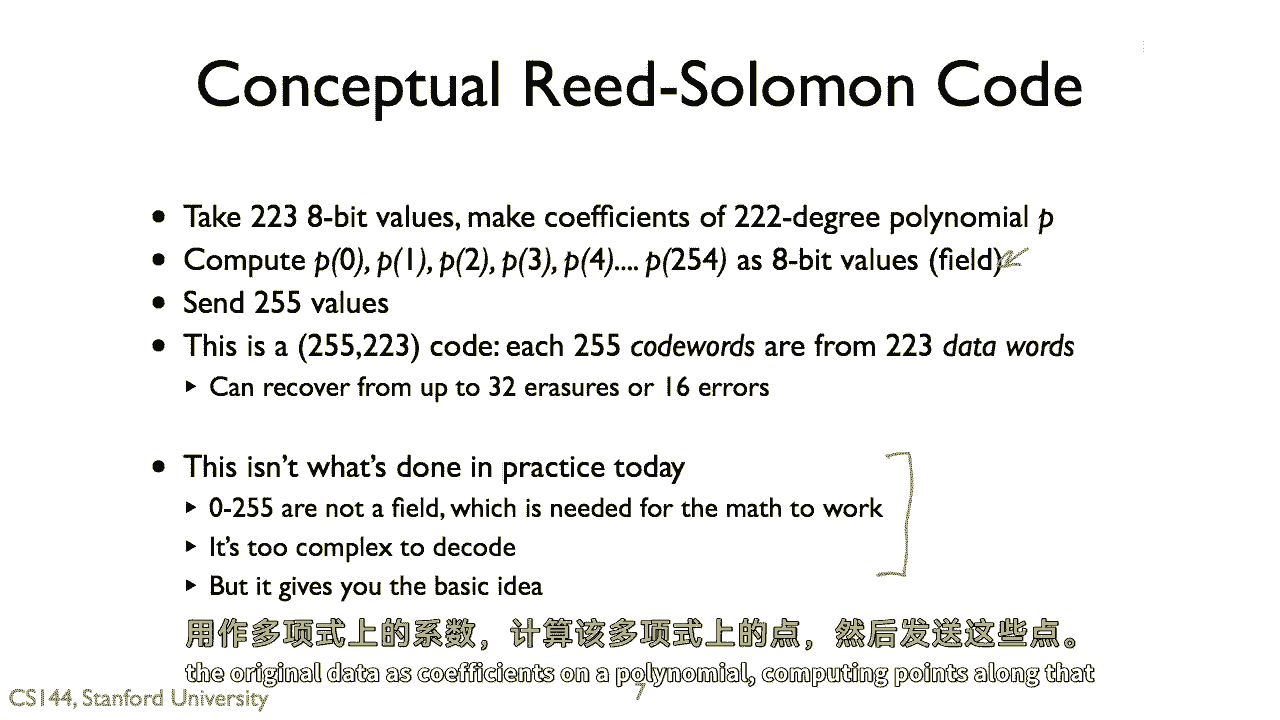 Conceptual Reed-Solomon Code
• Take 223 8-bit values, make coefficients of 222-degree polynomial p
• Compute p(0), p(1), p(2), p(3), p(4).... p(254) as 8-bit values (field)
• Send 255 values
• This is a (255,223) code: each 255 codewords are from 223 data words
▸ Can recover from up to 32 erasures or 16 errors
• This isn't what's done in practice today
▸ 0-255 are not a field, which is needed for the math to work
▸ It's too complex to decode
▸ But it gives you the basic idea
用作多项式上的系数，计算该多项式上的点，然后发送这些点。
the original data as coefficients on a polynomial, computing points along that
CS144, Stanford University
7